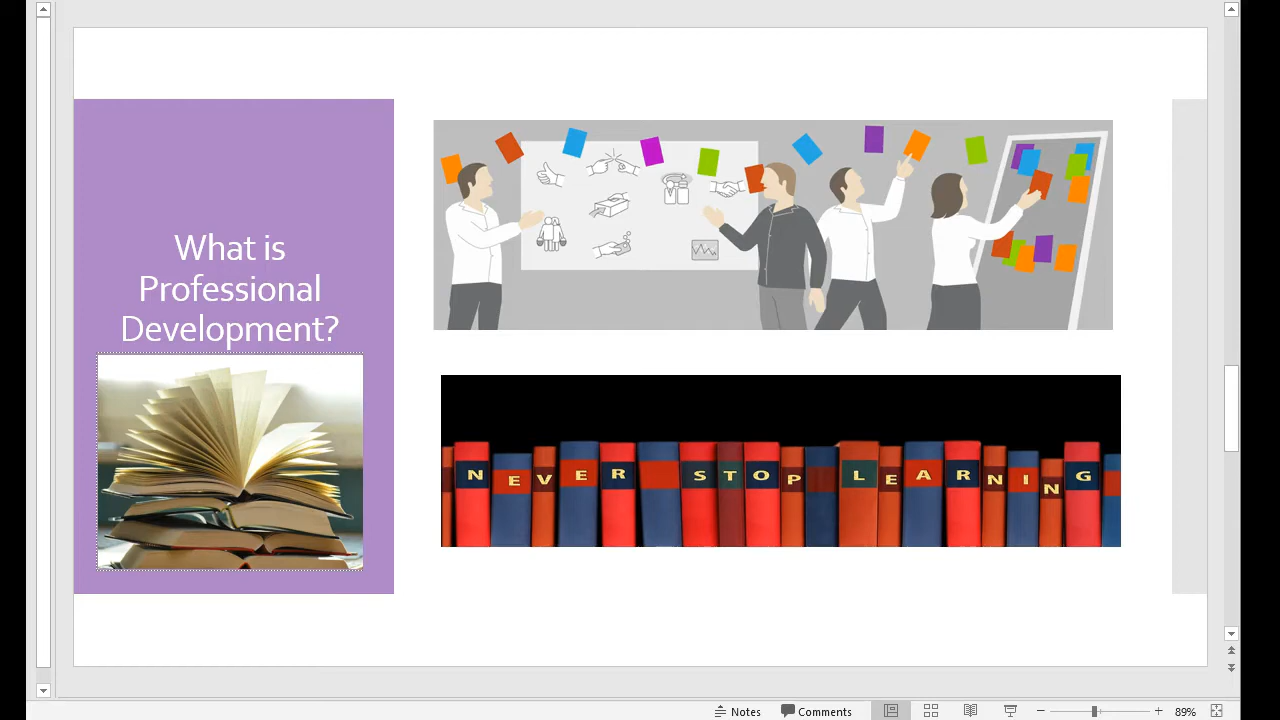 What is
Professional
Development?
NEVER STOP LEARNING
Notes
Comments
89%